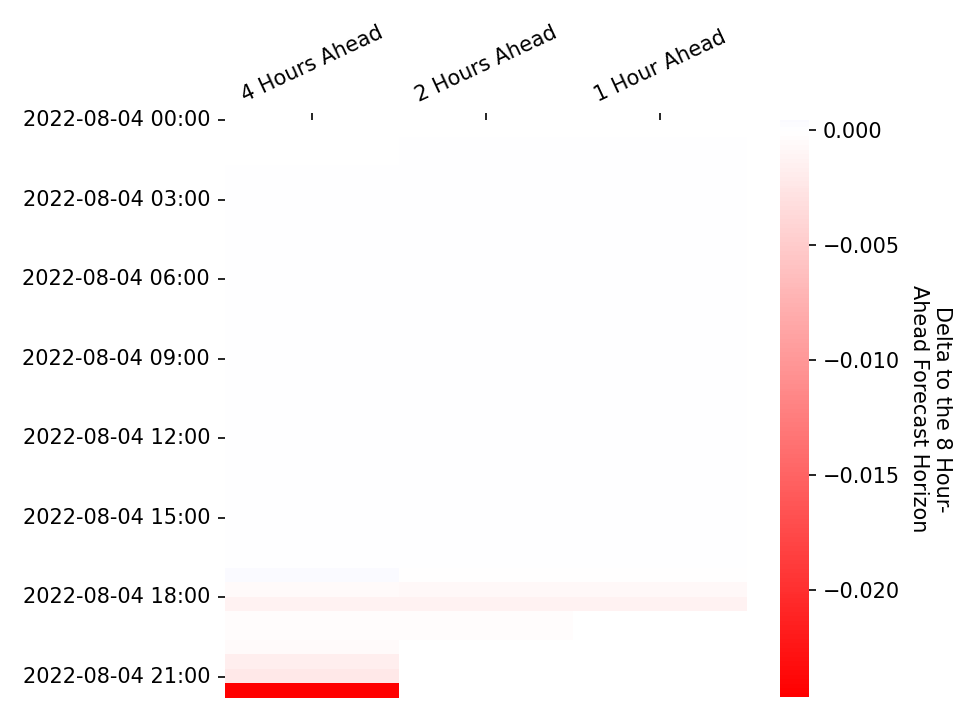 4 Hours Ahead
2 Hours Ahead
1 Hour Ahead
2022-08-04 00:00
2022-08-04 03:00
2022-08-04 06:00
2022-08-04 09:00
2022-08-04 12:00
2022-08-04 15:00
2022-08-04 18:00
2022-08-04 21:00
0.000
−0.005
−0.010
−0.015
−0.020
Delta to the 8 Hour-
Ahead Forecast Horizon